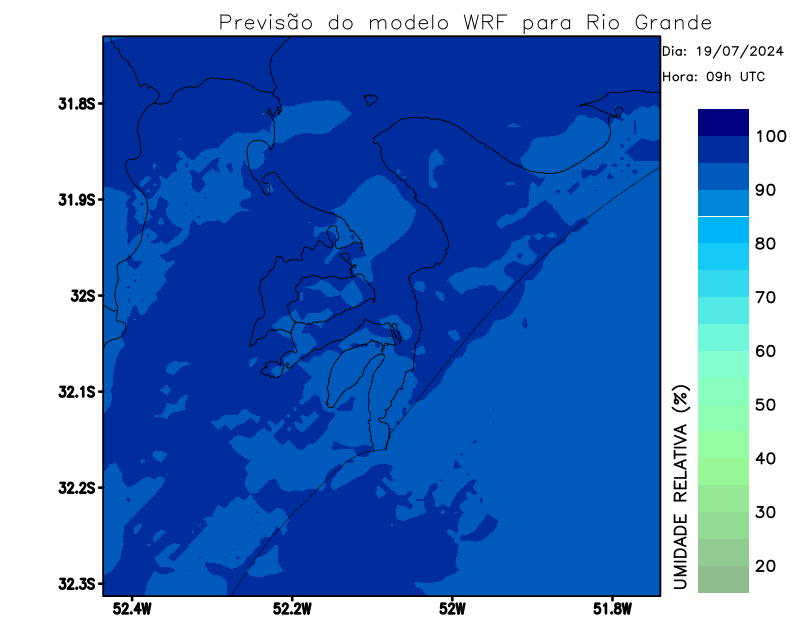 Previsão do modelo WRF para Rio Grande
Dia: 19/07/2024
Hora: 09h UTC
31.8S
31.9S
32S
32.1S
32.2S
32.3S
52.4W
52.2W
52W
51.8W
100
90
80
70
60
50
40
30
20
UMIDADE RELATIVA (%)